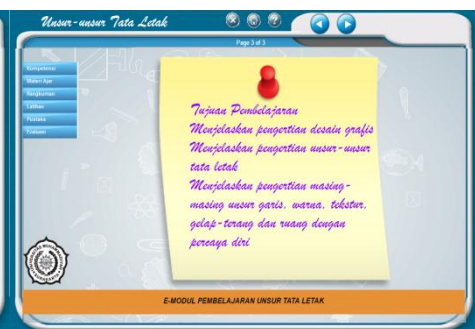 Unsur-unsur Tata Letak
Page 3 of 3
Kompetensi
Materi Ajar
Rangkuman
Latihan
Pustaka
Evaluasi
Tujuan Pembelajaran
Menjelaskan pengertian desain grafis
Menjelaskan pengertian unsur-unsur
tata letak
Menjelaskan pengertian masing-
masing unsur garis, warna, tekstur,
gelap-terang dan ruang dengan
percaya diri
E-MODUL PEMBELAJARAN UNSUR TATA LETAK